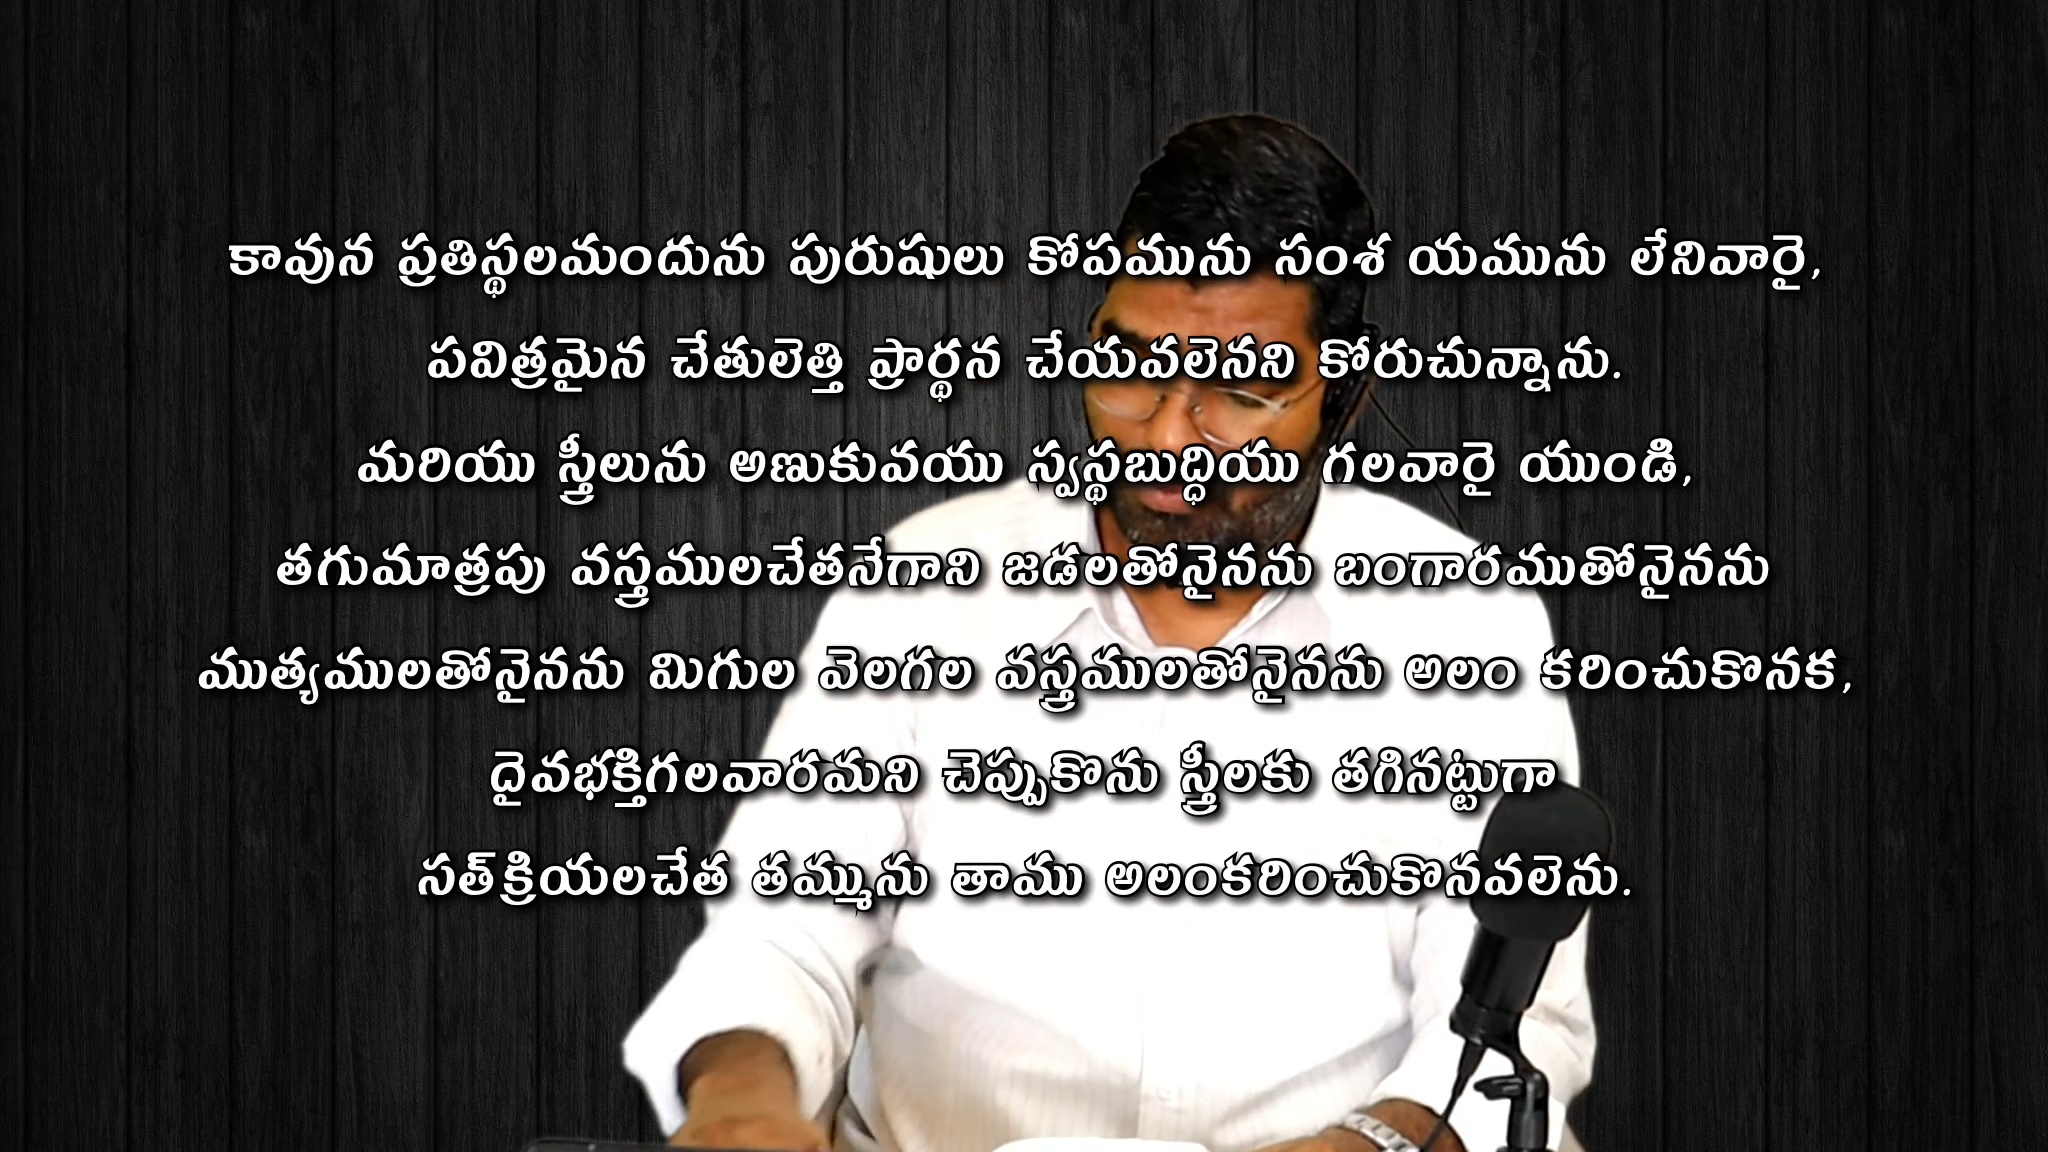 కావున ప్రతిస్థలమందును పురుషులు కోపమును సంశ యమును లేనివారై,
పవిత్రమైన చేతులెత్తి ప్రార్థన చేయవలెనని కోరుచున్నాను.
మరియు స్త్రీలును అణుకువయు స్వస్థబుద్ధియు గలవారై యుండి,
తగుమాత్రపు వస్త్రములచేతనేగాని జడలతోనైనను బంగారముతోనైనను
ముత్యములతోనైనను మిగుల వెలగల వస్త్రములతోనైనను అలం కరించుకొనక,
దైవభక్తిగలవారమని చెప్పుకొను స్త్రీలకు తగినట్టుగా
సత్‌క్రియలచేత తమ్మును తాము అలంకరించుకొనవలెను.